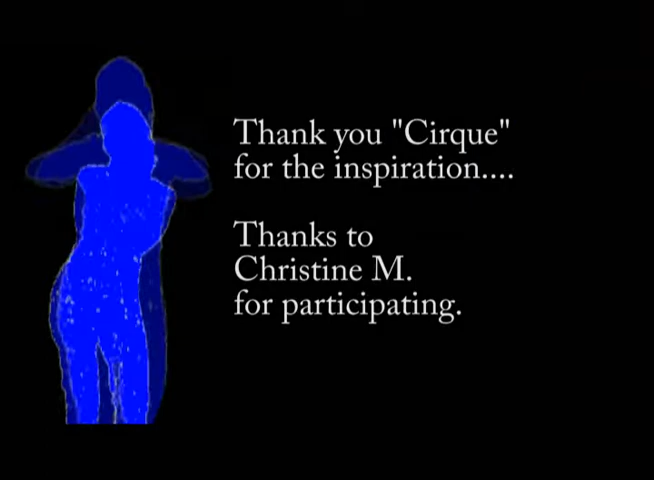 Thank you "Cirque"
for the inspiration....
Thanks to
Christine M.
for participating.